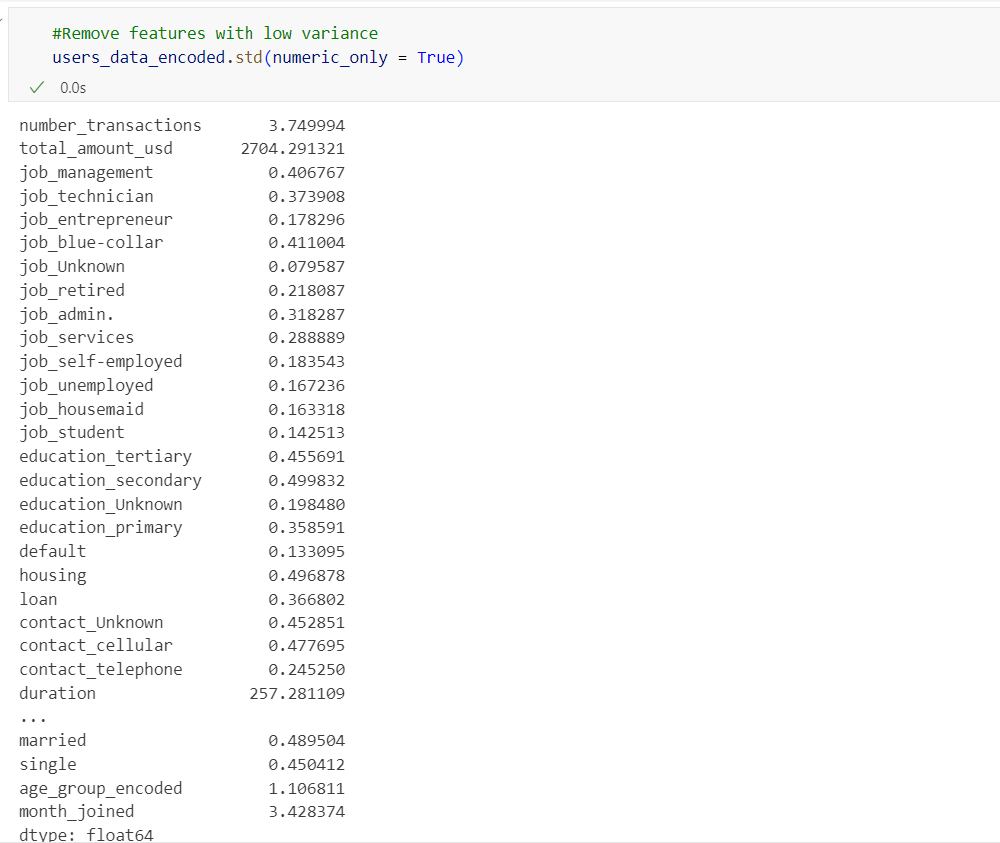 #Remove features with low variance
users_data_encoded.std(numeric_only = True)
0.0s
number_transactions 3.749994
total_amount_usd 2704.291321
job_management 0.406767
job_technician 0.373908
job_entrepreneur 0.178296
job_blue-collar 0.411004
job_Unknown 0.079587
job_retired 0.218087
job_admin. 0.318287
job_services 0.288889
job_self-employed 0.183543
job_unemployed 0.167236
job_housemaid 0.163318
job_student 0.142513
education_tertiary 0.455691
education_secondary 0.499832
education_Unknown 0.198480
education_primary 0.358591
default 0.133095
housing 0.496878
loan 0.366802
contact_Unknown 0.452851
contact_cellular 0.477695
contact_telephone 0.245250
duration 257.281109
...
married 0.489504
single 0.450412
age_group_encoded 1.106811
month_joined 3.428374
dtype: float64